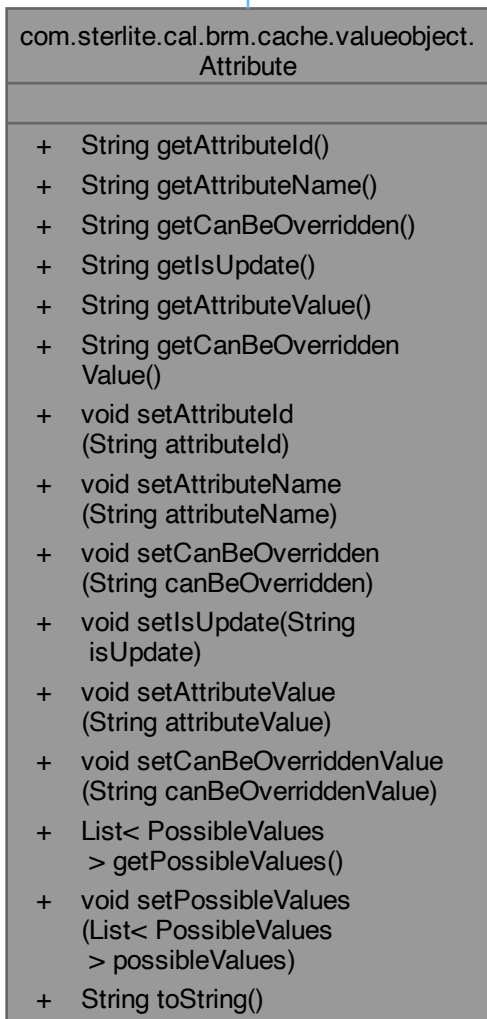 com.sterlite.cal.brm.cache.valueobject.
Attribute
+ String getAttributeId()
+ String getAttributeName()
+ String getCanBeOverridden()
+ String getIsUpdate()
+ String getAttributeValue()
+ String getCanBeOverridden
Value()
+ void setAttributeId
(String attributeId)
+ void setAttributeName
(String attributeName)
+ void setCanBeOverridden
(String canBeOverridden)
+ void setIsUpdate(String
isUpdate)
+ void setAttributeValue
(String attributeValue)
+ void setCanBeOverriddenValue
(String canBeOverriddenValue)
+ List< PossibleValues
> getPossibleValues()
+ void setPossibleValues
(List< PossibleValues
> possibleValues)
+ String toString()